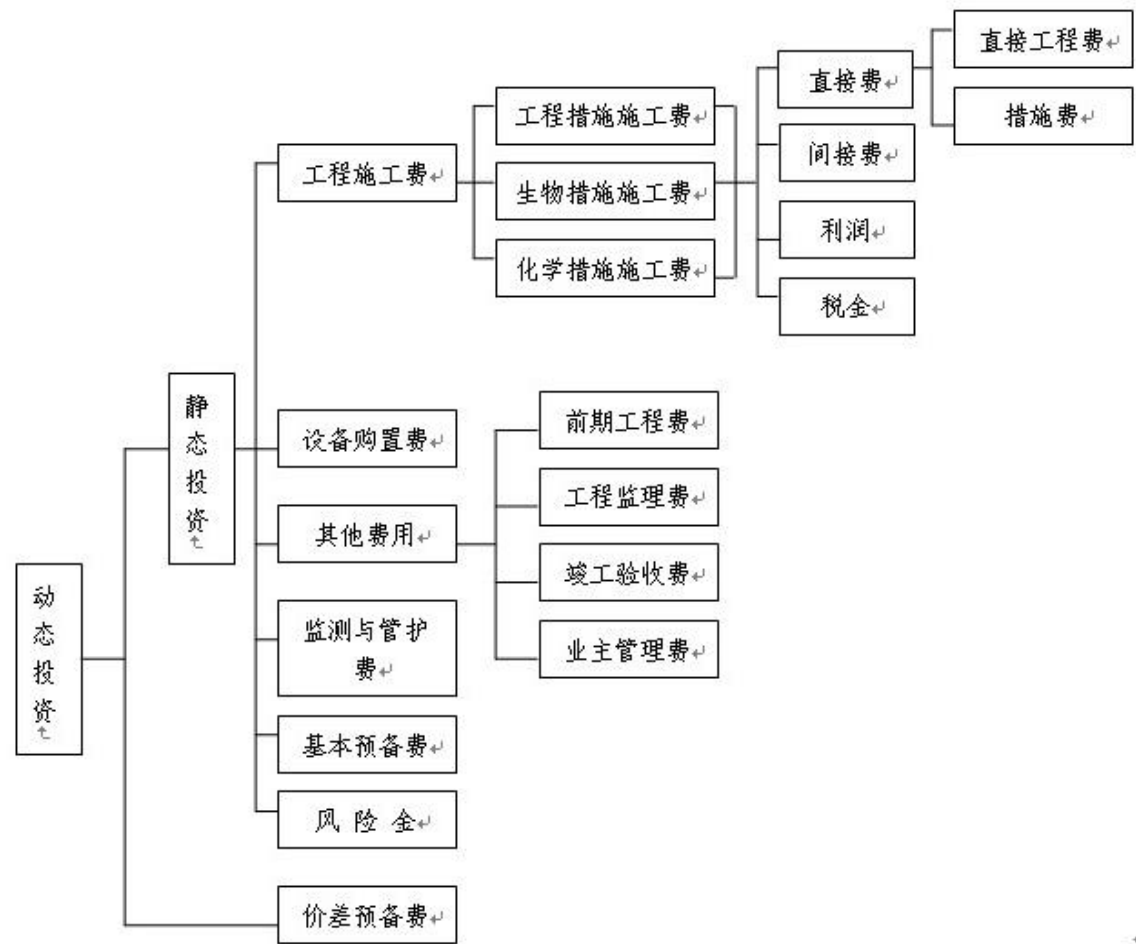 直接工程费
措施费
直接费
间接费
利润
税金
工程措施施工费
生物措施施工费
化学措施施工费
工程施工费
静
态
投
资
设备购置费
其他费用
监测与管护
费
基本预备费
风 险 金
前期工程费
工程监理费
竣工验收费
业主管理费
动
态
投
资
价差预备费